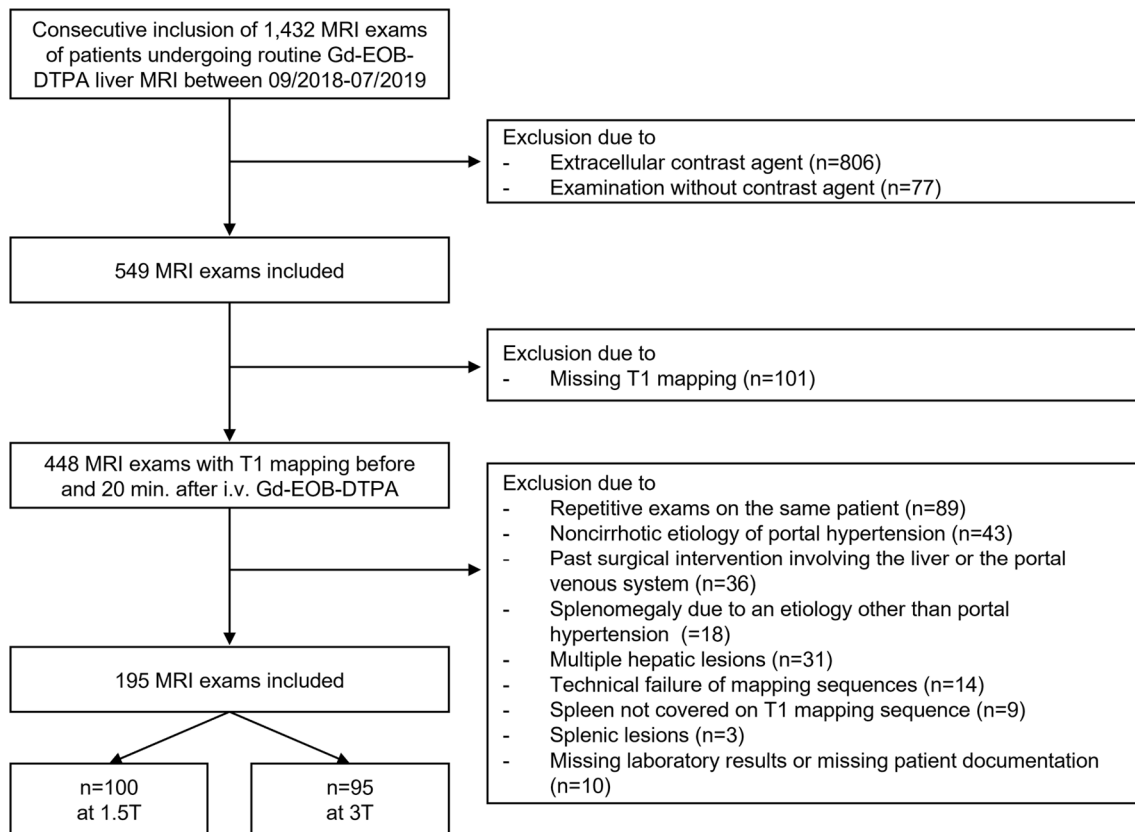 Consecutive inclusion of 1,432 MRI exams
of patients undergoing routine Gd-EOB-
DTPA liver MRI between 09/2018-07/2019
Exclusion due to
- Extracellular contrast agent (n=806)
- Examination without contrast agent (n=77)
549 MRI exams included
Exclusion due to
- Missing T1 mapping (n=101)
448 MRI exams with T1 mapping before
and 20 min. after i.v. Gd-EOB-DTPA
Exclusion due to
- Repetitive exams on the same patient (n=89)
- Noncirrhotic etiology of portal hypertension (n=43)
- Past surgical intervention involving the liver or the portal
venous system (n=36)
- Splenomegaly due to an etiology other than portal
hypertension (=18)
- Multiple hepatic lesions (n=31)
- Technical failure of mapping sequences (n=14)
- Spleen not covered on T1 mapping sequence (n=9)
- Splenic lesions (n=3)
- Missing laboratory results or missing patient documentation
(n=10)
195 MRI exams included
n=100
at 1.5T
n=95
at 3T